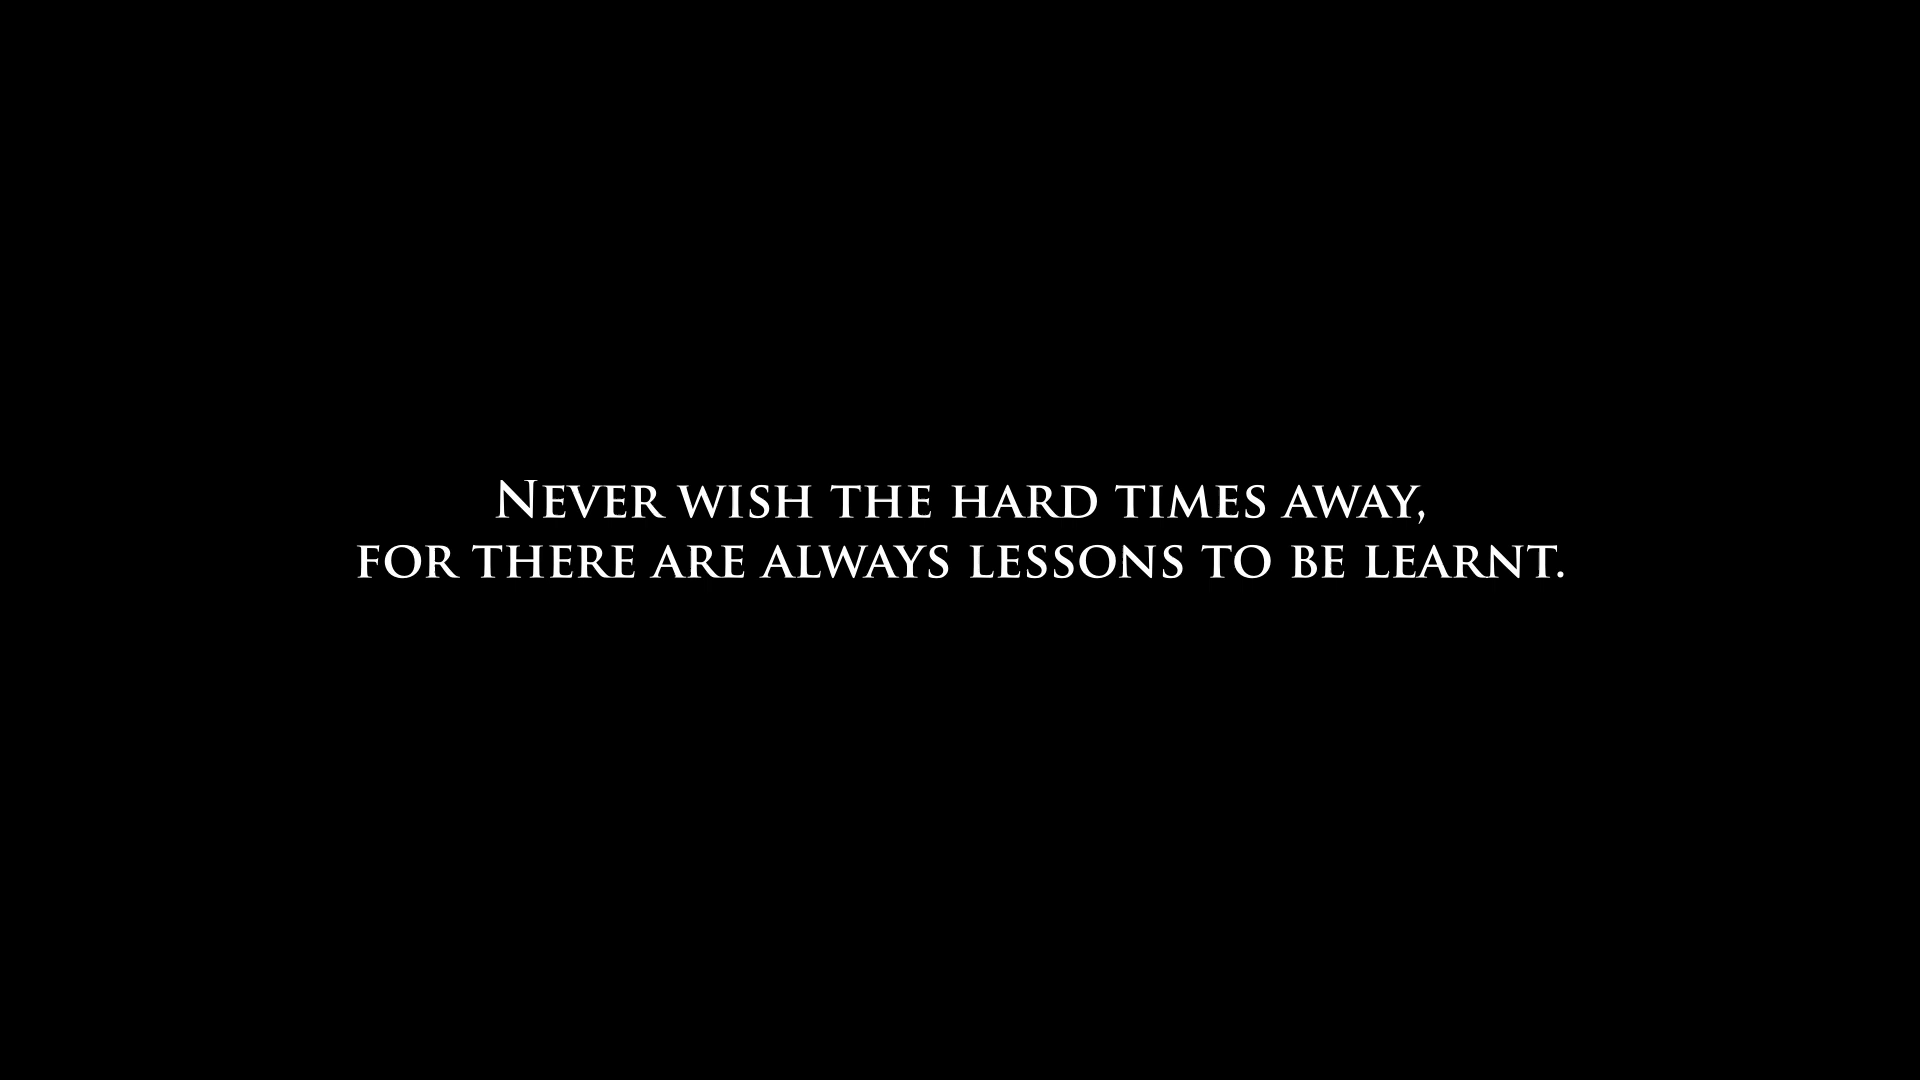 Never wish the hard times away,
for there are always lessons to be learnt.